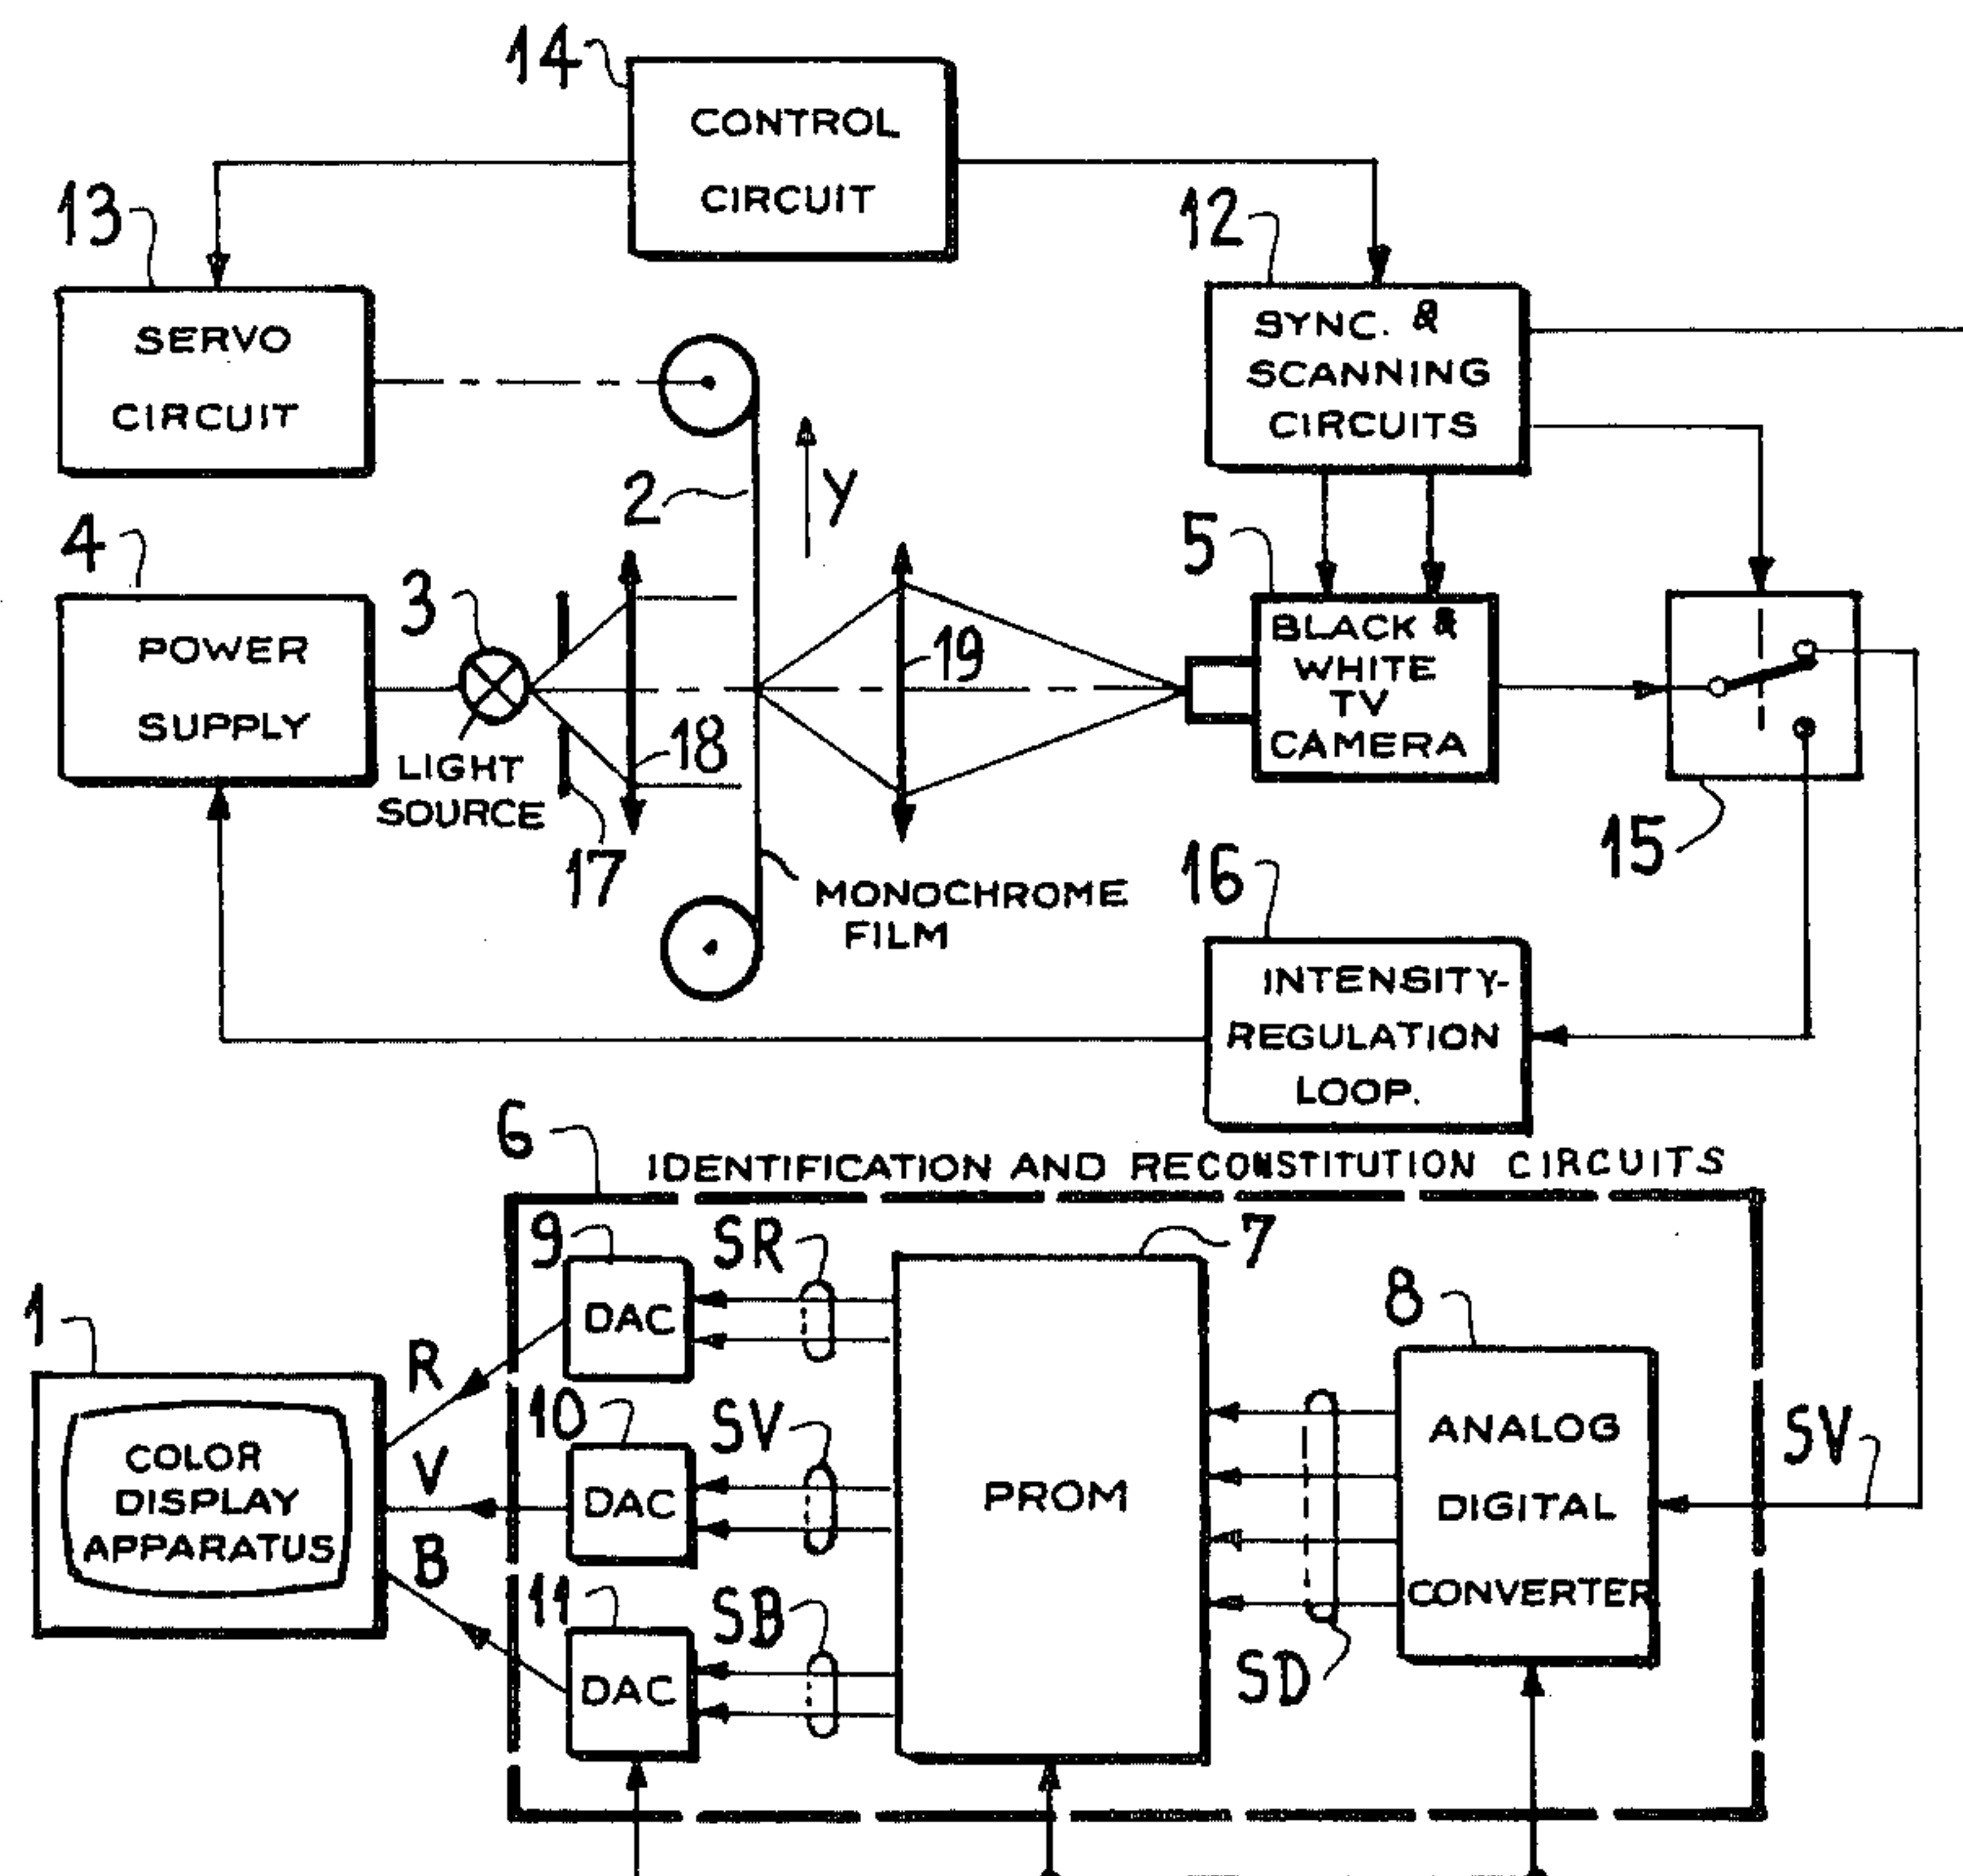 14
CONTROL
CIRCUIT
13
12
SERVO
CIRCUIT
SYNC. &
SCANNING
CIRCUITS
2
Y
4
3
5
POWER
SUPPLY
LIGHT
SOURCE
18
19
BLACK &
WHITE
TV
CAMERA
17
15
MONOCHROME
FILM
16
INTENSITY-
REGULATION
LOOP.
6
IDENTIFICATION AND RECONSTITUTION CIRCUITS
9
SR
7
8
1
DAC
R
10
SV
ANALOG
DIGITAL
CONVERTER
SV
COLOR
DISPLAY
APPARATUS
V
DAC
PROM
B
11
SB
SD
DAC